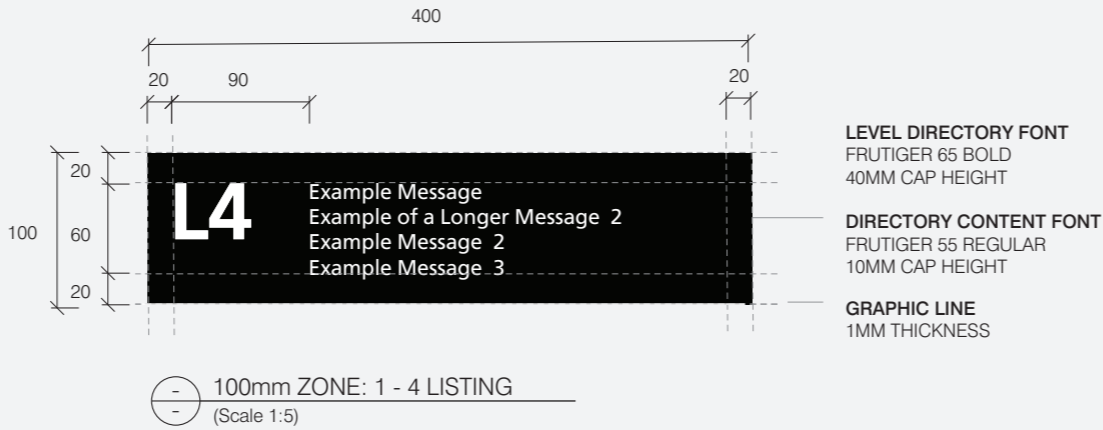 400
20 90 20
20
100 60
20
L4
Example Message
Example of a Longer Message 2
Example Message 2
Example Message 3
LEVEL DIRECTORY FONT
FRUTIGER 65 BOLD
40MM CAP HEIGHT
DIRECTORY CONTENT FONT
FRUTIGER 55 REGULAR
10MM CAP HEIGHT
GRAPHIC LINE
1MM THICKNESS
-
-
100mm ZONE: 1 - 4 LISTING
(Scale 1:5)